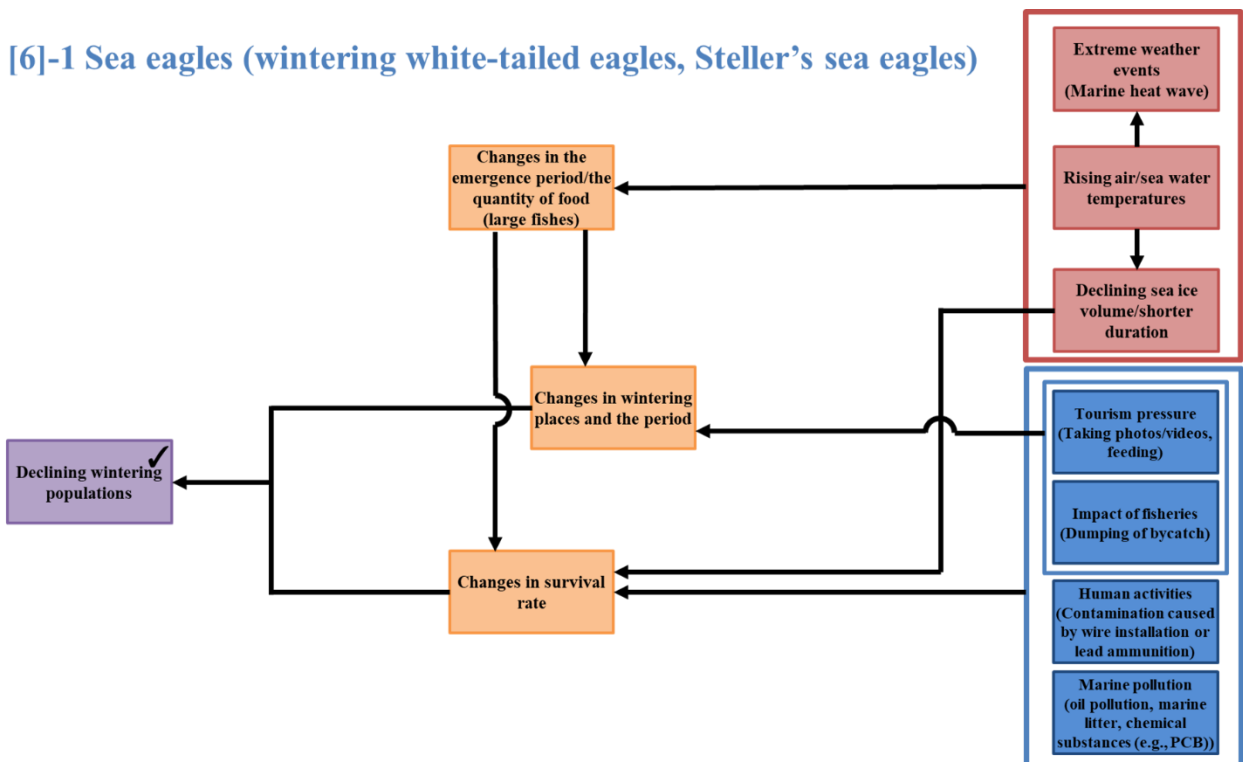 [6]-1 Sea eagles (wintering white-tailed eagles, Steller's sea eagles)
Extreme weather
events
(Marine heat wave)
Changes in the
emergence period/the
quantity of food
(large fishes)
Rising air/sea water
temperatures
Declining sea ice
volume/shorter
duration
Changes in wintering
places and the period
Tourism pressure
(Taking photos/videos,
feeding)
Declining wintering
populations
Impact of fisheries
(Dumping of bycatch)
Changes in survival
rate
Human activities
(Contamination caused
by wire installation or
lead ammunition)
Marine pollution
(oil pollution, marine
litter, chemical
substances (e.g., PCB))